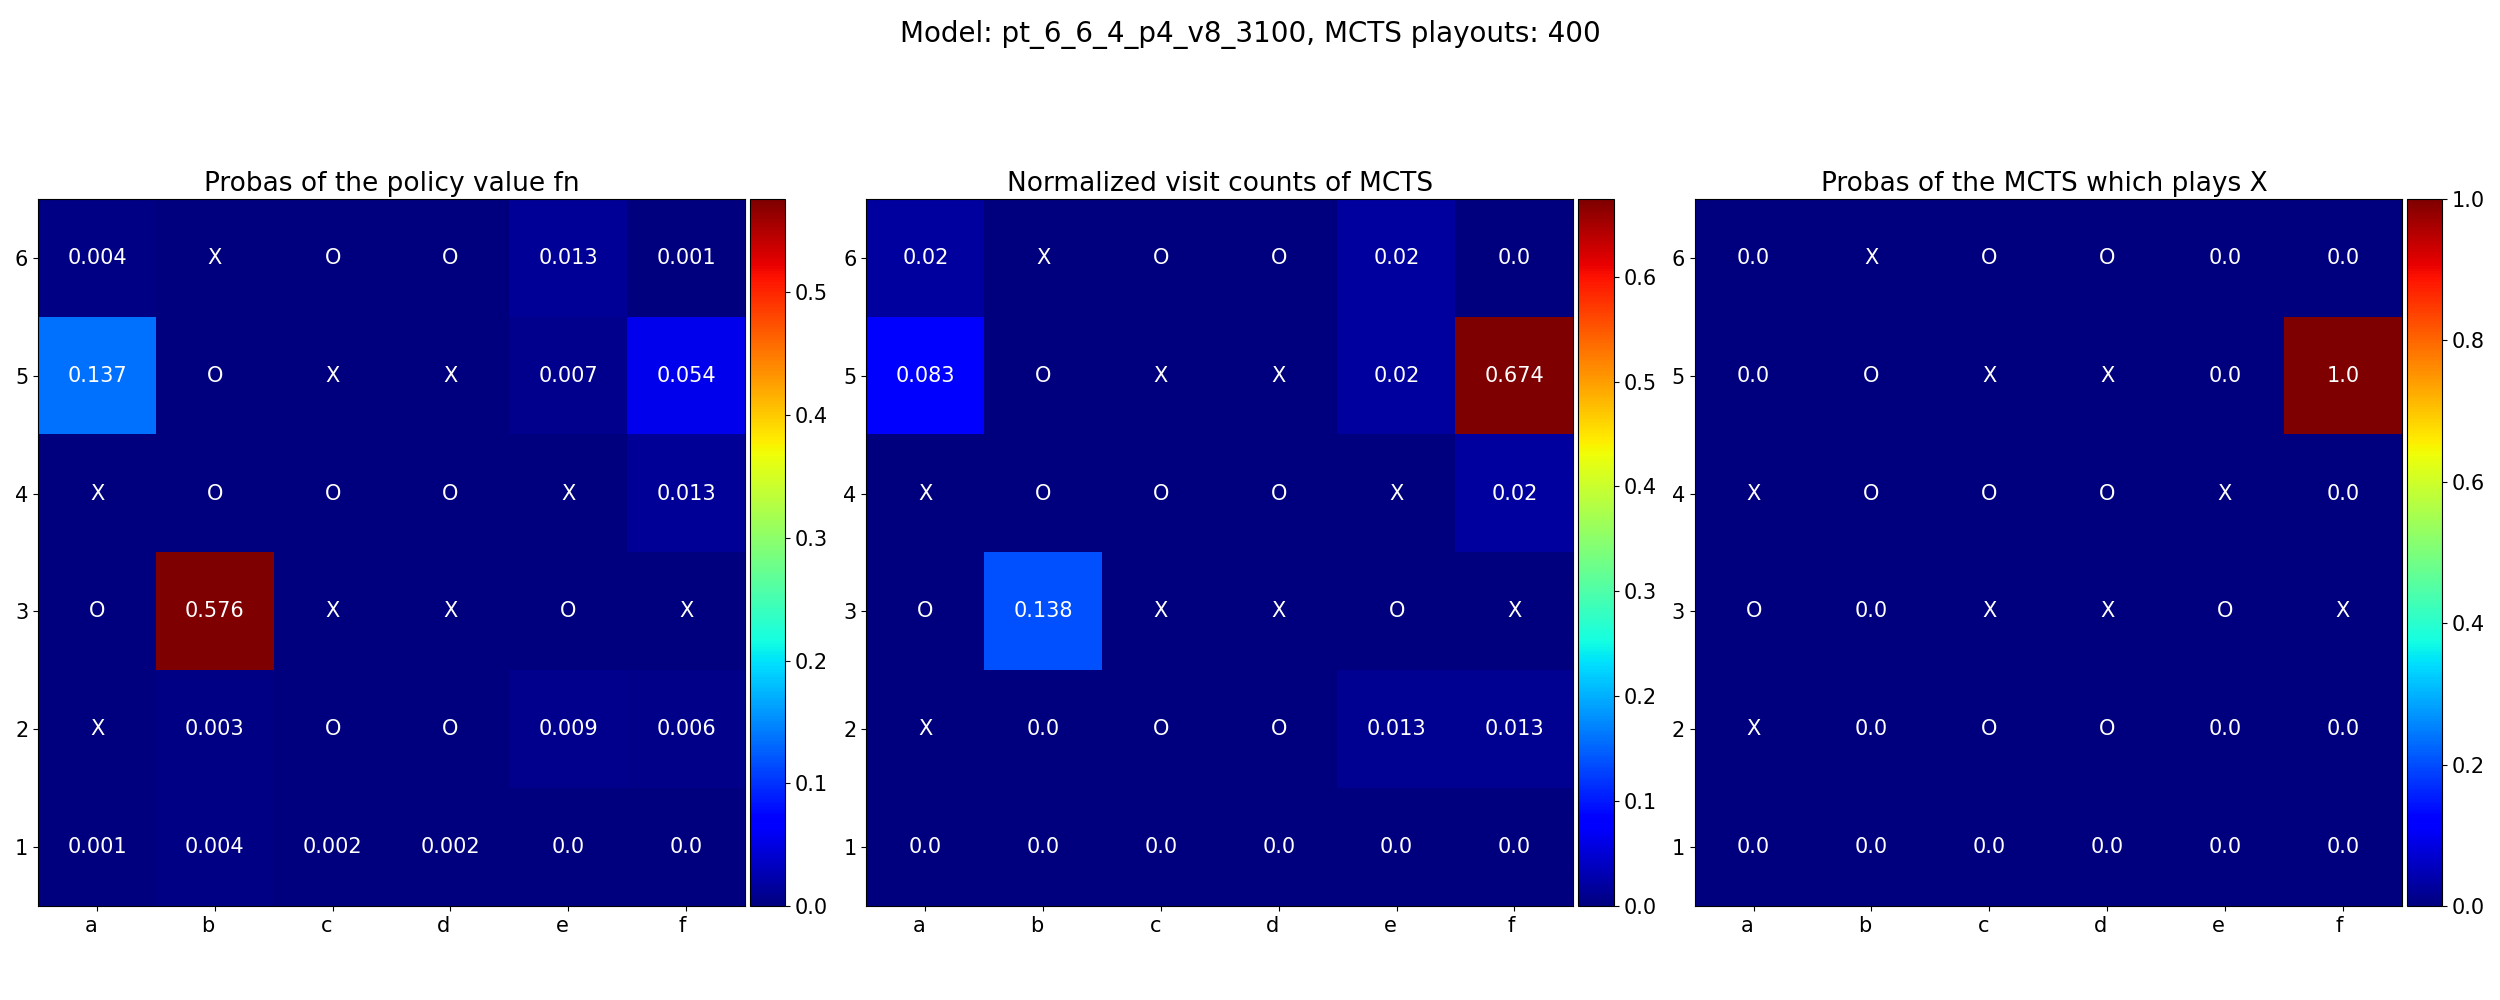 Model: pt_6_6_4_p4_v8_3100, MCTS playouts: 400
Probas of the policy value fn
6 0.004 X O O 0.013 0.001
5 0.137 O X X 0.007 0.054
4 X O O O X 0.013
3 O 0.576 X X O X
2 X 0.003 O O 0.009 0.006
1 0.001 0.004 0.002 0.002 0.0 0.0
a b c d e f
0.5
0.4
0.3
0.2
0.1
0.0
Normalized visit counts of MCTS
6 0.02 X O O 0.02 0.0
5 0.083 O X X 0.02 0.674
4 X O O O X 0.02
3 O 0.138 X X O X
2 X 0.0 O O 0.013 0.013
1 0.0 0.0 0.0 0.0 0.0 0.0
a b c d e f
0.6
0.5
0.4
0.3
0.2
0.1
0.0
Probas of the MCTS which plays X
6 0.0 X O O 0.0 0.0
5 0.0 O X X 0.0 1.0
4 X O O O X 0.0
3 O 0.0 X X O X
2 X 0.0 O O 0.0 0.0
1 0.0 0.0 0.0 0.0 0.0 0.0
a b c d e f
1.0
0.8
0.6
0.4
0.2
0.0